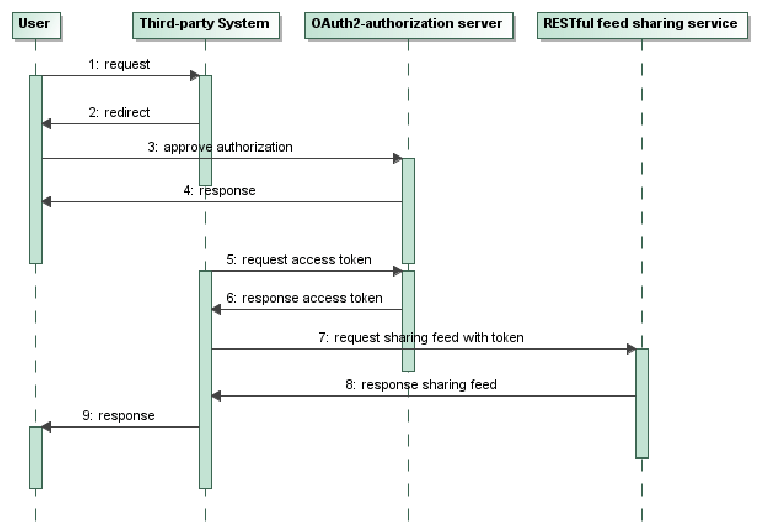 User
Third-party System
OAuth2-authorization server
RESTful feed sharing service
1: request
2: redirect
3: approve authorization
4: response
5: request access token
6: response access token
7: request sharing feed with token
8: response sharing feed
9: response